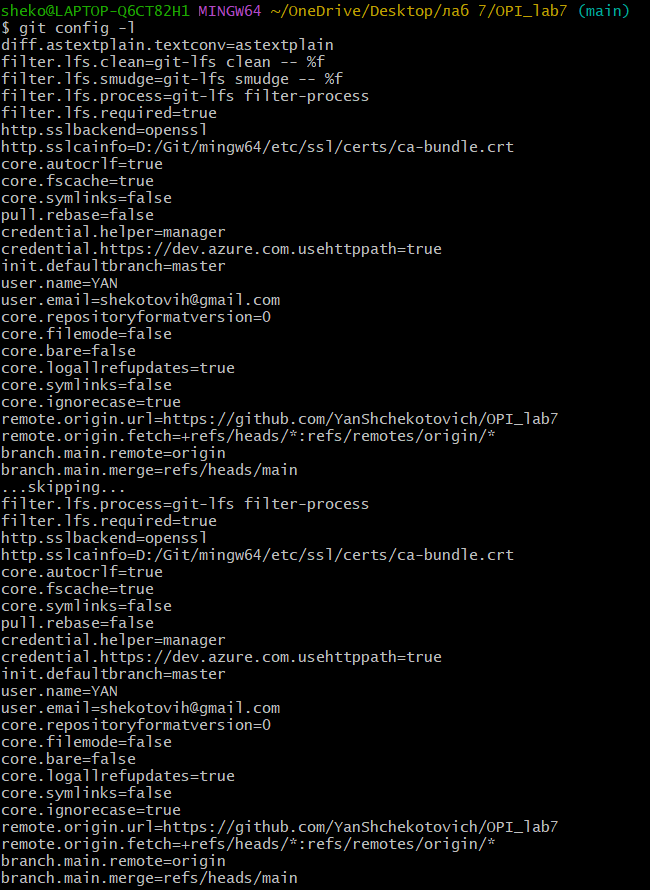 sheko@LAPTOP-Q6CT82H1 MINGW64 ~/OneDrive/Desktop/лаб 7/OPI_lab7 (main)
$ git config -l
diff.astextplain.textconv=astextplain
filter.lfs.clean=git-lfs clean -- %f
filter.lfs.smudge=git-lfs smudge -- %f
filter.lfs.process=git-lfs filter-process
filter.lfs.required=true
http.sslbackend=openssl
http.sslcainfo=D:/Git/mingw64/etc/ssl/certs/ca-bundle.crt
core.autocrlf=true
core.fscache=true
core.symlinks=false
pull.rebase=false
credential.helper=manager
credential.https://dev.azure.com.usehttppath=true
init.defaultbranch=master
user.name=YAN
user.email=shekotovih@gmail.com
core.repositoryformatversion=0
core.filemode=false
core.bare=false
core.logallrefupdates=true
core.symlinks=false
core.ignorecase=true
remote.origin.url=https://github.com/YanShchekotovich/OPI_lab7
remote.origin.fetch=+refs/heads/*:refs/remotes/origin/*
branch.main.remote=origin
branch.main.merge=refs/heads/main
...skipping...
filter.lfs.process=git-lfs filter-process
filter.lfs.required=true
http.sslbackend=openssl
http.sslcainfo=D:/Git/mingw64/etc/ssl/certs/ca-bundle.crt
core.autocrlf=true
core.fscache=true
core.symlinks=false
pull.rebase=false
credential.helper=manager
credential.https://dev.azure.com.usehttppath=true
init.defaultbranch=master
user.name=YAN
user.email=shekotovih@gmail.com
core.repositoryformatversion=0
core.filemode=false
core.bare=false
core.logallrefupdates=true
core.symlinks=false
core.ignorecase=true
remote.origin.url=https://github.com/YanShchekotovich/OPI_lab7
remote.origin.fetch=+refs/heads/*:refs/remotes/origin/*
branch.main.remote=origin
branch.main.merge=refs/heads/main